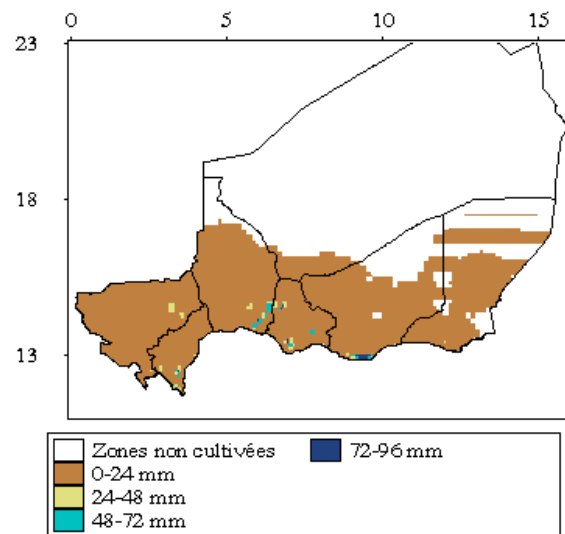 0 5 10 15
23
18
13
Zones non cultivées 72-96 mm
0-24 mm
24-48 mm
48-72 mm